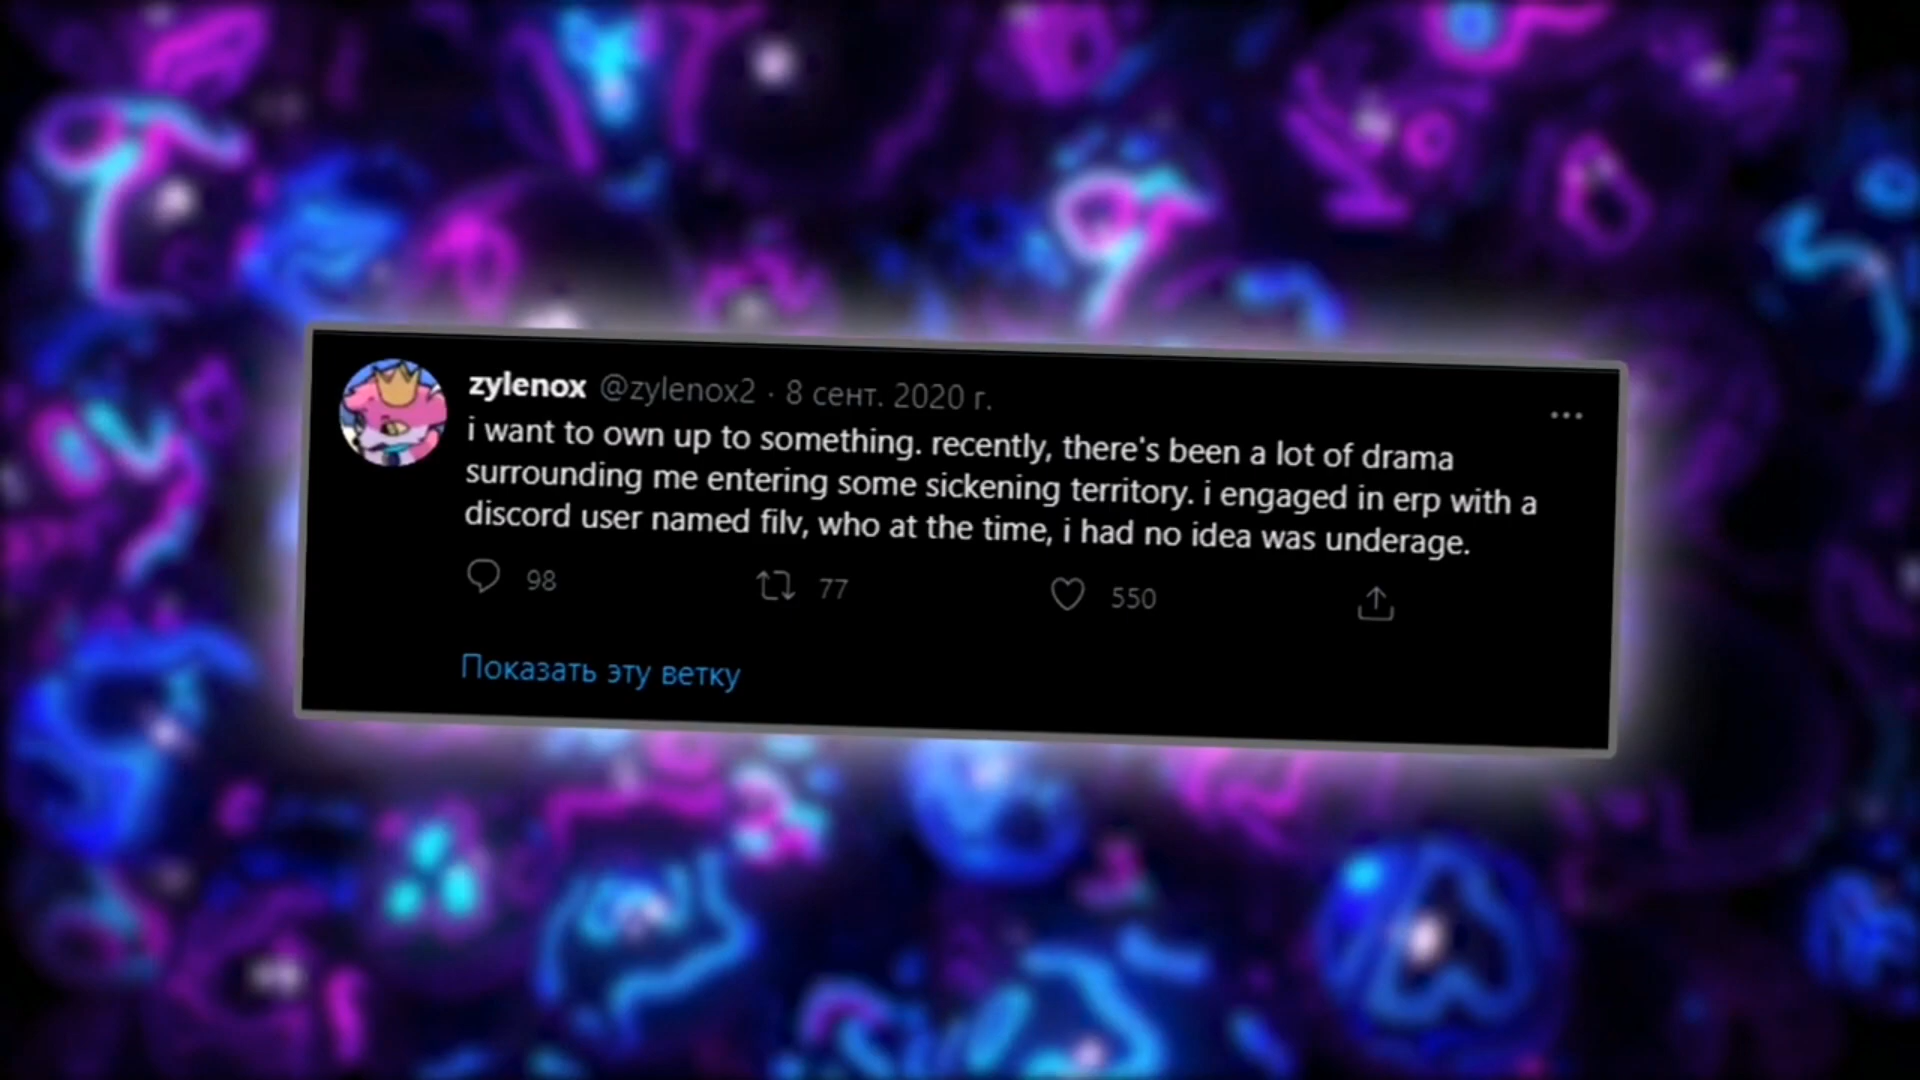 zylenox @zylenox2 · 8 сент. 2020 г.
i want to own up to something. recently, there's been a lot of drama
surrounding me entering some sickening territory. i engaged in erp with a
discord user named filv, who at the time, i had no idea was underage.
98 77 550
Показать эту ветку